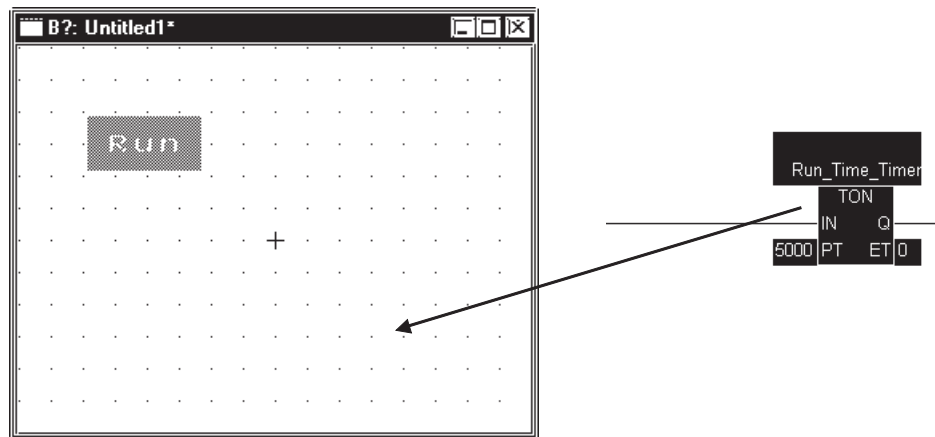 B?: Untitled1*
Run
Run_Time_Timer
TON
IN Q
5000 PT ET 0